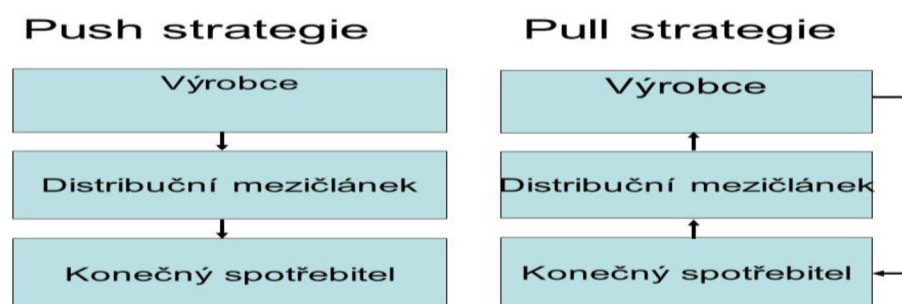 Push strategie
Výrobce
Distribuční mezičlánek
Konečný spotřebitel
Pull strategie
Výrobce
Distribuční mezičlánek
Konečný spotřebitel